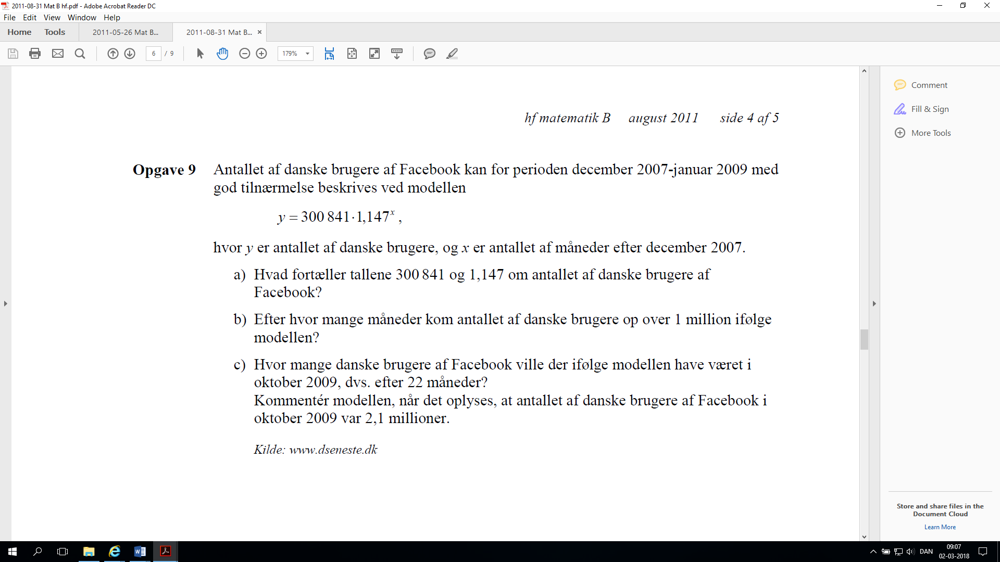 2011-08-31 Mat B hf.pdf - Adobe Acrobat Reader DC
File Edit View Window Help
Home Tools 2011-05-26 Mat B... 2011-08-31 Mat B... ×
6 / 9 179%
Comment
Fill & Sign
More Tools
hf matematik B august 2011 side 4 af 5
Opgave 9 Antallet af danske brugere af Facebook kan for perioden december 2007-januar 2009 med
god tilnærmelse beskrives ved modellen
y = 300 841 · 1,147ˣ ,
hvor y er antallet af danske brugere, og x er antallet af måneder efter december 2007.
a) Hvad fortæller tallene 300 841 og 1,147 om antallet af danske brugere af
Facebook?
b) Efter hvor mange måneder kom antallet af danske brugere op over 1 million ifølge
modellen?
c) Hvor mange danske brugere af Facebook ville der ifølge modellen have været i
oktober 2009, dvs. efter 22 måneder?
Kommentér modellen, når det oplyses, at antallet af danske brugere af Facebook i
oktober 2009 var 2,1 millioner.
Kilde: www.dseneste.dk
Store and share files in the
Document Cloud
Learn More
DAN
09:07
02-03-2018